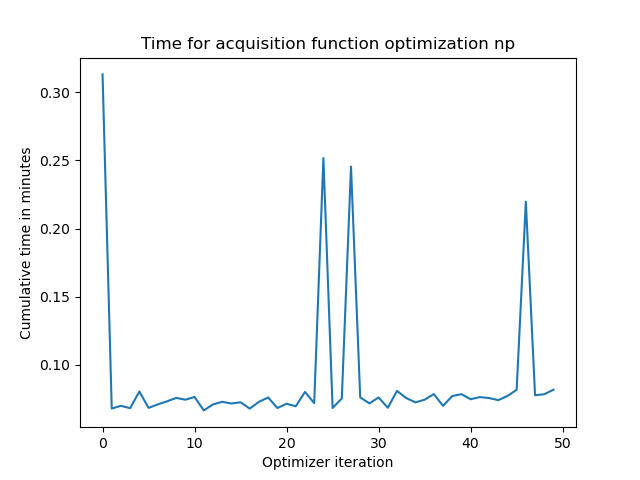 Time for acquisition function optimization np
Cumulative time in minutes
0.30
0.25
0.20
0.15
0.10
0 10 20 30 40 50
Optimizer iteration